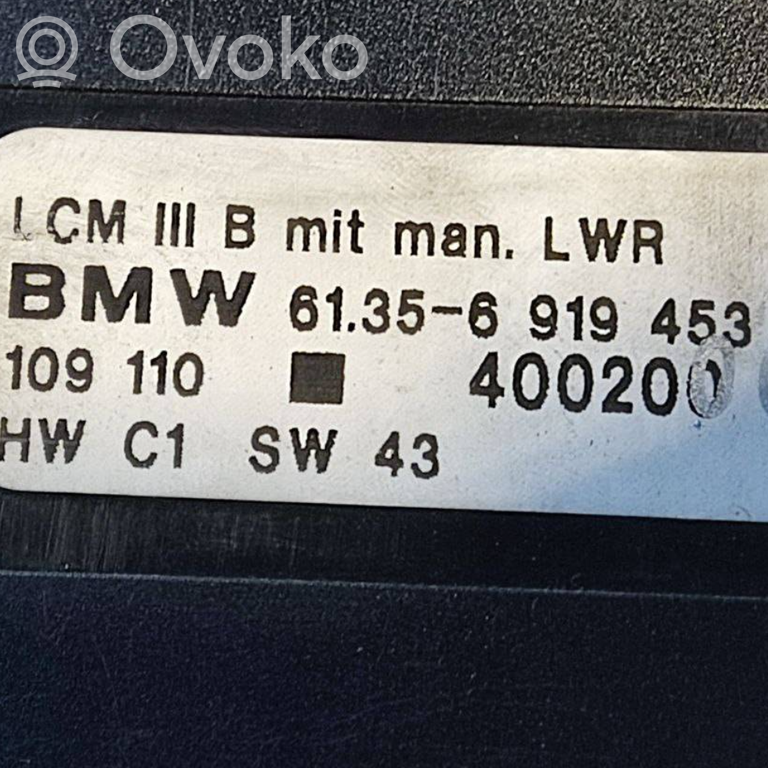 Ovoko
LCM III B mit man. LWR
BMW 61.35-6 919 453
109 110 400200
HW C1 SW 43